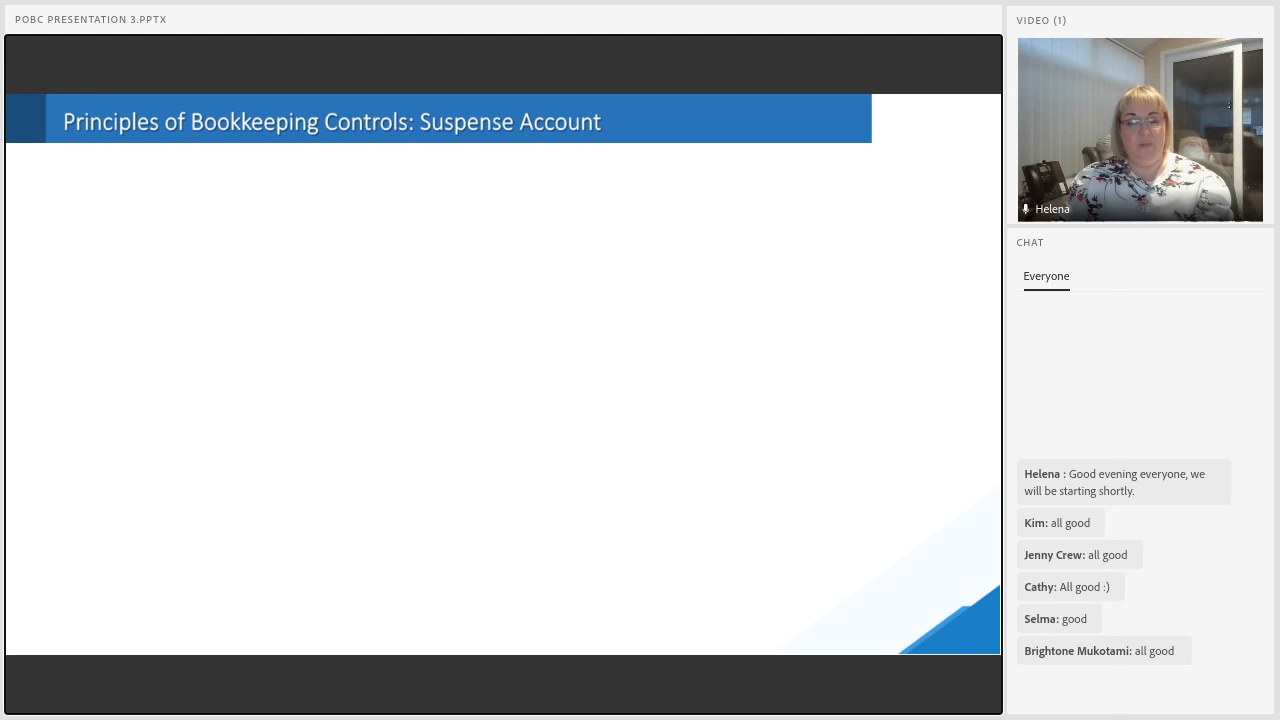 POBC PRESENTATION 3.PPTX
Principles of Bookkeeping Controls: Suspense Account
VIDEO (1)
Helena
CHAT
Everyone
Helena : Good evening everyone, we
will be starting shortly.
Kim: all good
Jenny Crew: all good
Cathy: All good :)
Selma: good
Brightone Mukotami: all good